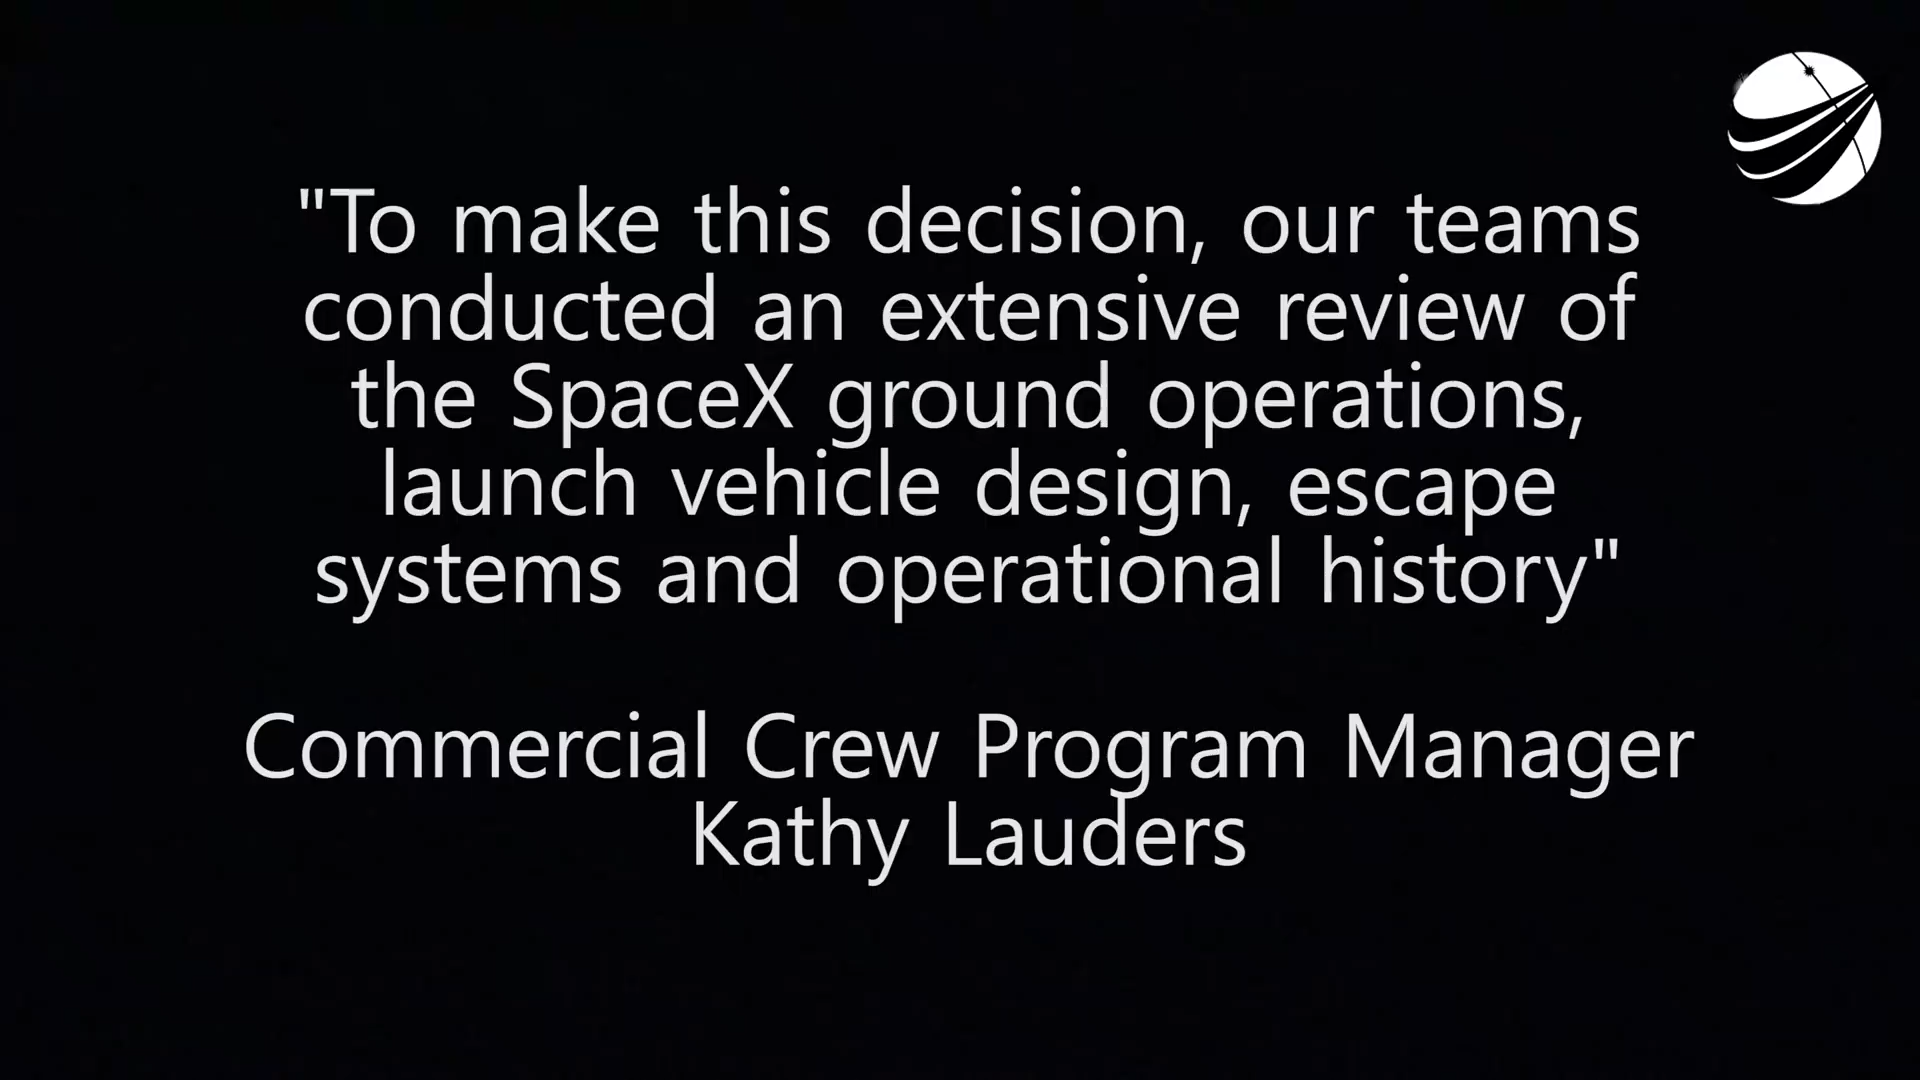 "To make this decision, our teams
conducted an extensive review of
the SpaceX ground operations,
launch vehicle design, escape
systems and operational history"
Commercial Crew Program Manager
Kathy Lauders